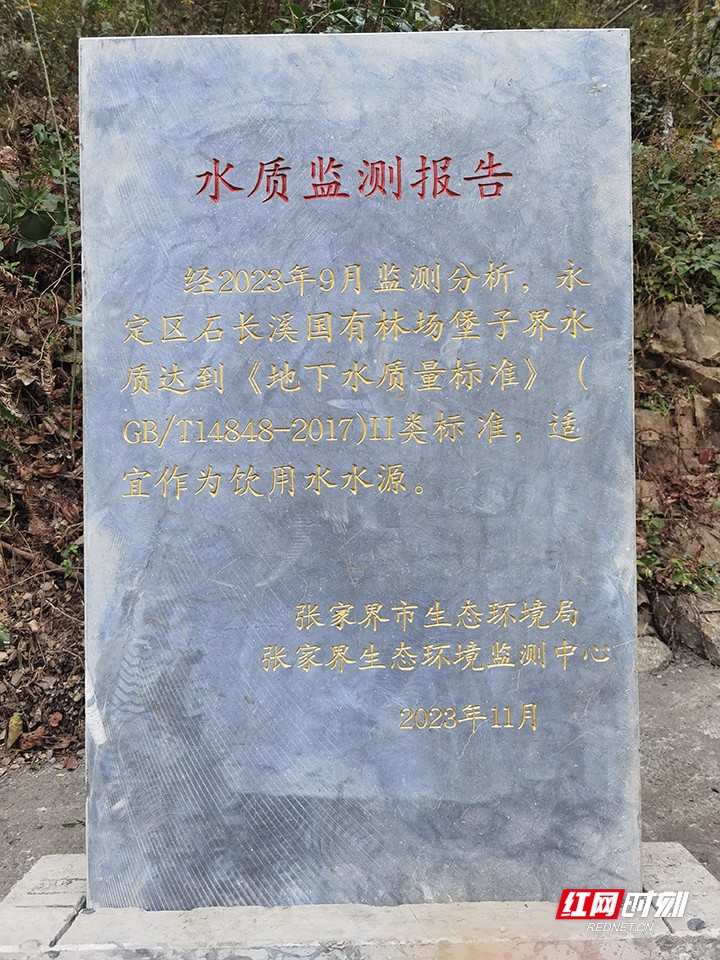 水质监测报告
经2023年9月监测分析，永
定区石长溪国有林场堡子界水
质达到《地下水质量标准》（
GB/T14848-2017)II类标准，适
宜作为饮用水水源。
张家界市生态环境局
张家界生态环境监测中心
2023年11月
红网时刻
REDNET.CN